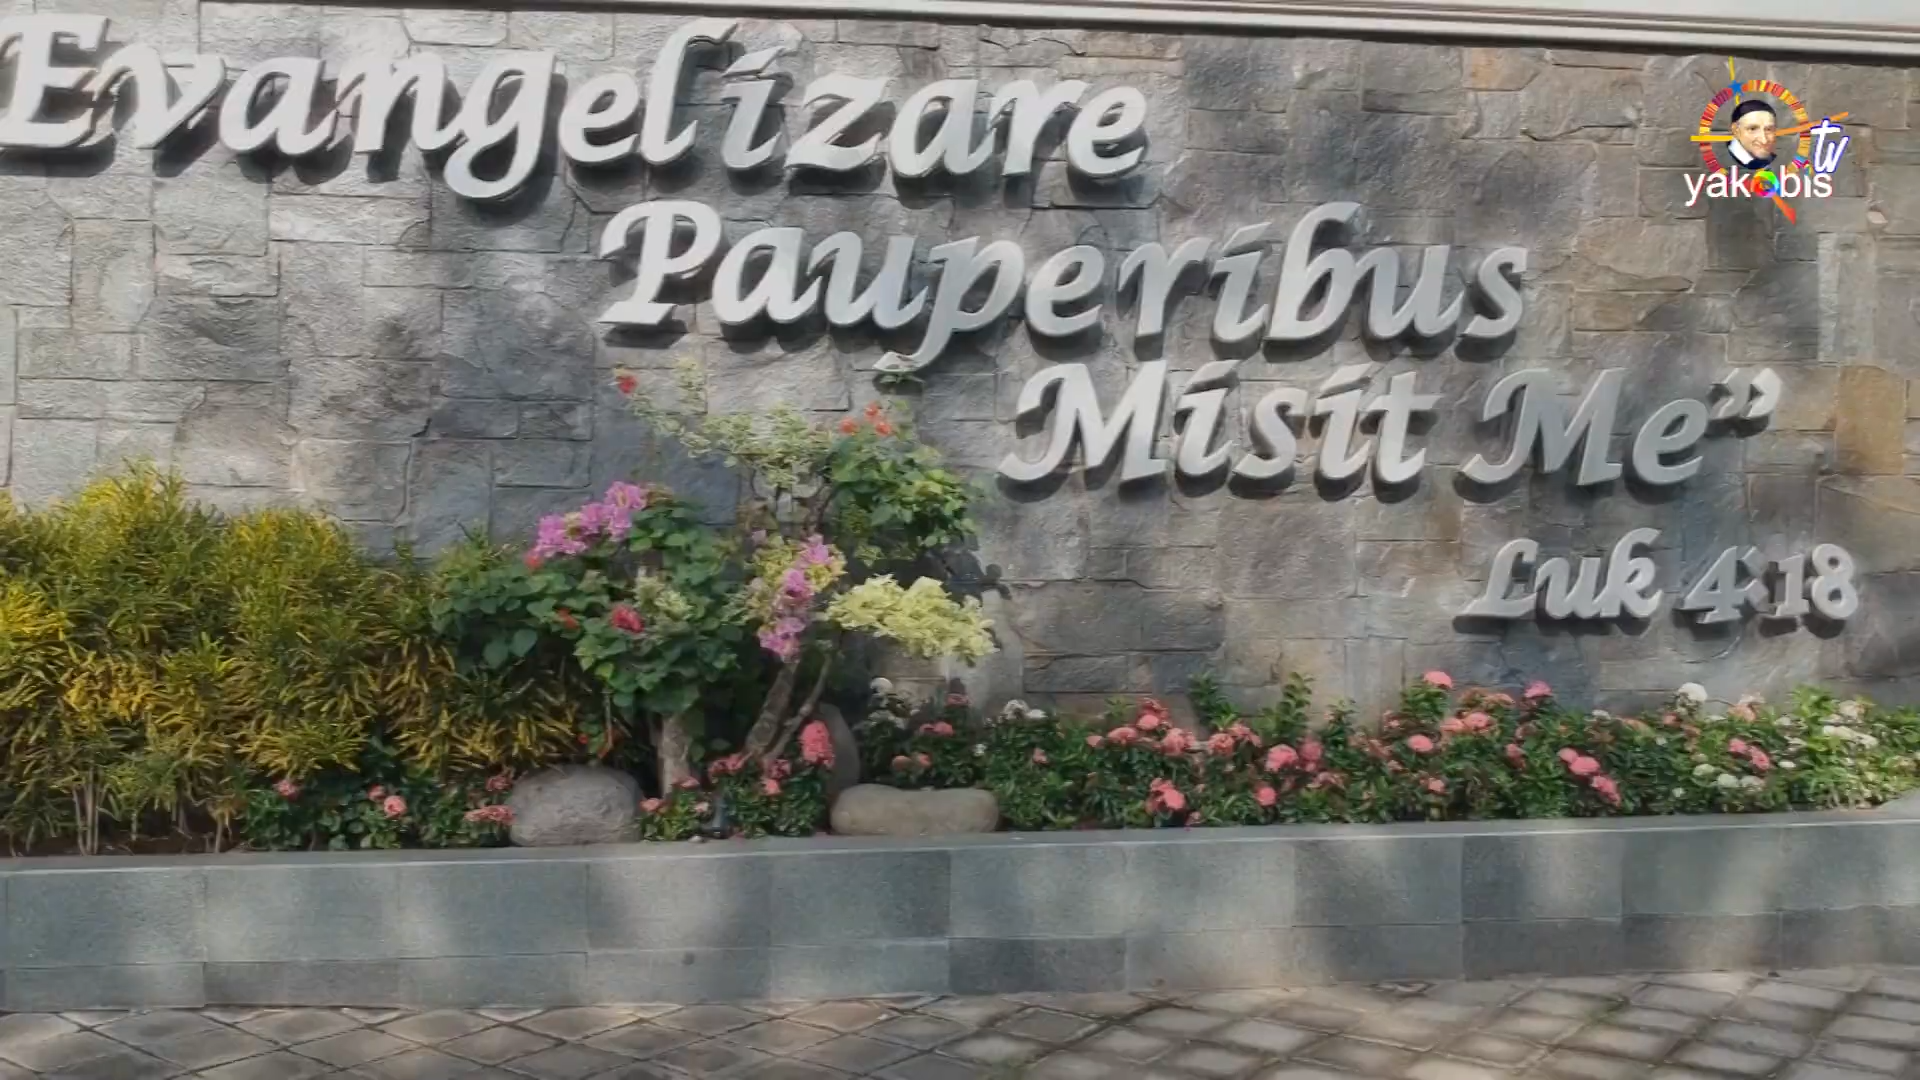 Evangelizare
Pauperibus
Misit Me”
Luk 4:18
yakobis
tv